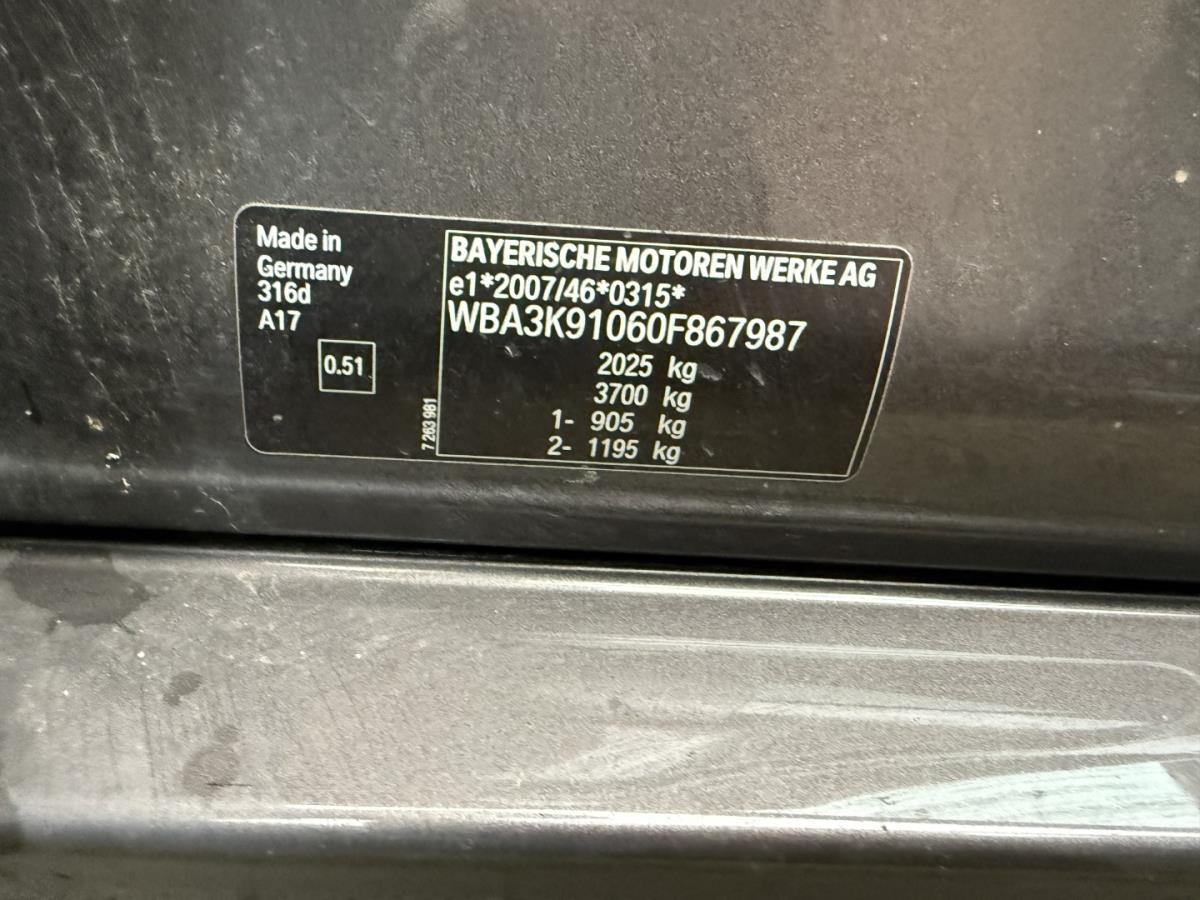 Made in
Germany
316d
A17
0.51
7 263 981
BAYERISCHE MOTOREN WERKE AG
e1*2007/46*0315*
WBA3K91060F867987
2025 kg
3700 kg
1- 905 kg
2- 1195 kg